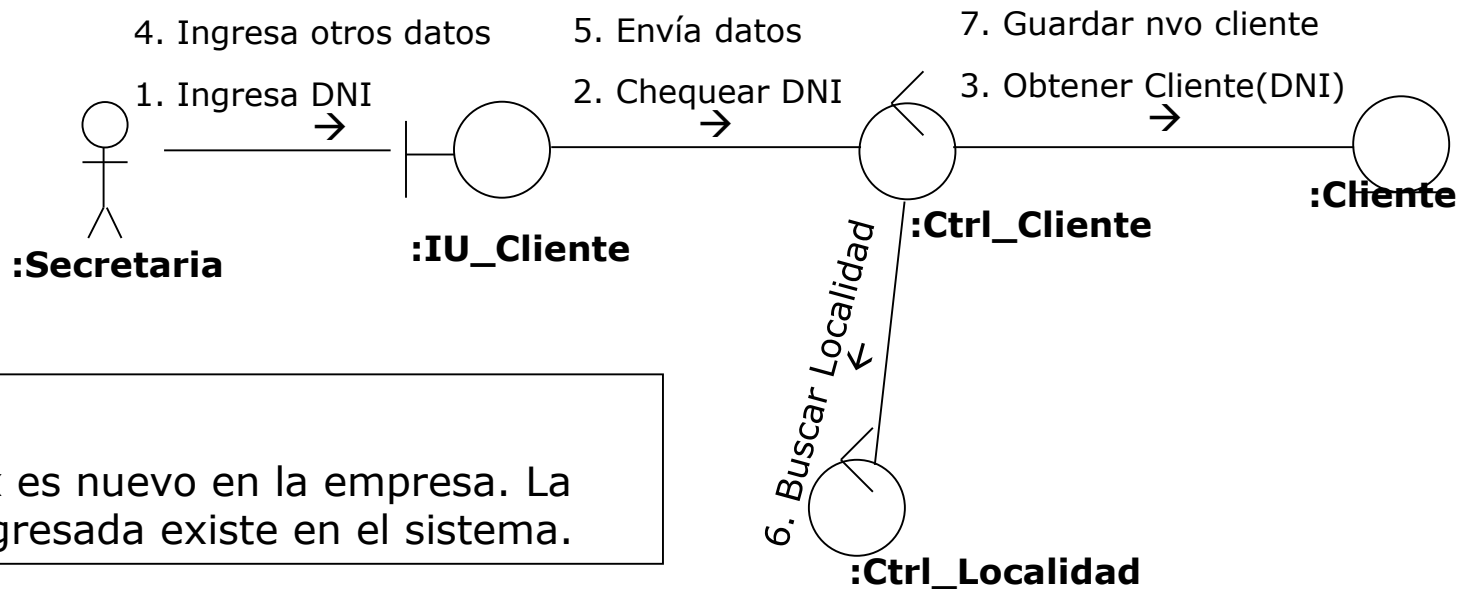 4. Ingresa otros datos
5. Envía datos
7. Guardar nvo cliente
1. Ingresa DNI
2. Chequear DNI
3. Obtener Cliente(DNI)
:Secretaria
:IU_Cliente
:Ctrl_Cliente
:Cliente
6. Buscar Localidad
es nuevo en la empresa. La
gresada existe en el sistema.
:Ctrl_Localidad